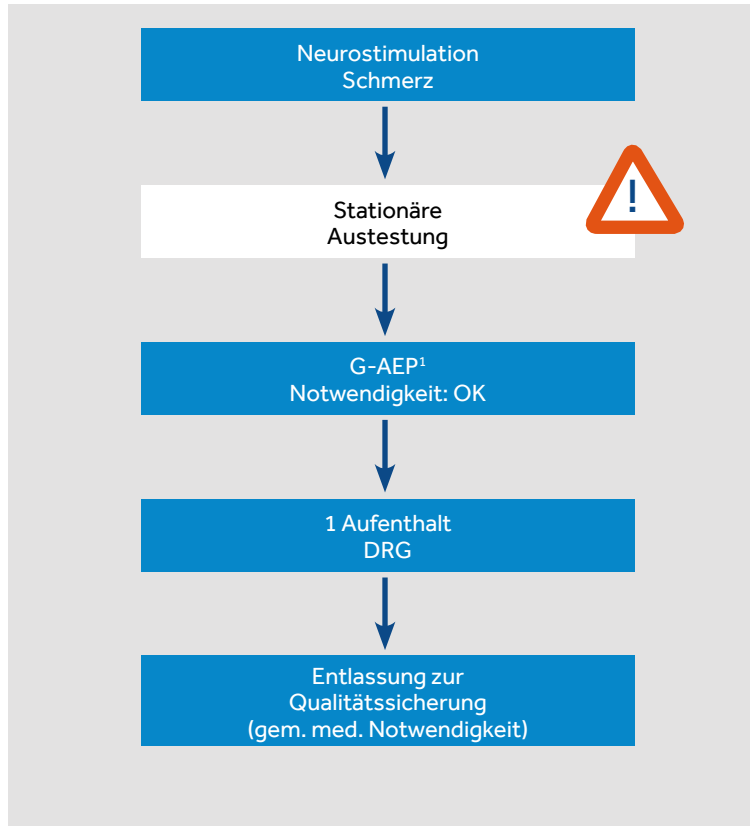 Neurostimulation
Schmerz
!
Stationäre
Austestung
G-AEP¹
Notwendigkeit: OK
1 Aufenthalt
DRG
Entlassung zur
Qualitätssicherung
(gem. med. Notwendigkeit)